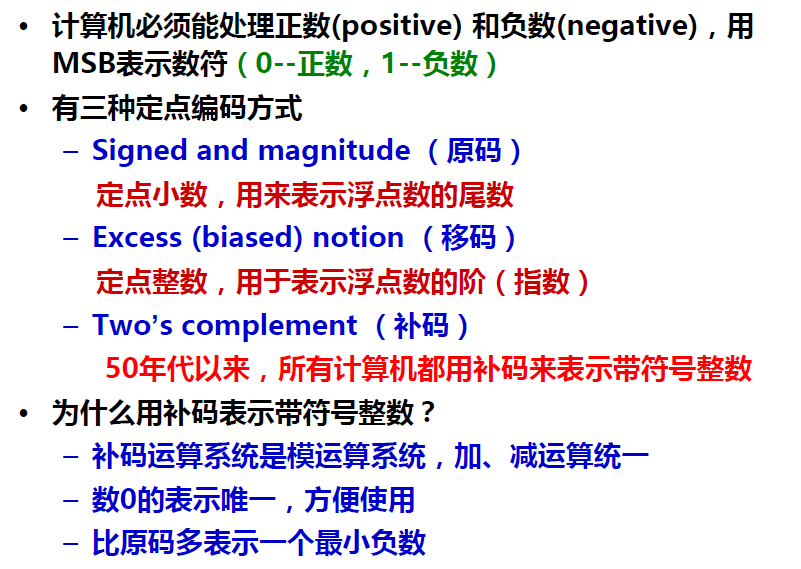 • 计算机必须能处理正数(positive) 和负数(negative)，用
MSB表示数符（0--正数，1--负数）
• 有三种定点编码方式
– Signed and magnitude （原码）
定点小数，用来表示浮点数的尾数
– Excess (biased) notion （移码）
定点整数，用于表示浮点数的阶（指数）
– Two’s complement （补码）
50年代以来，所有计算机都用补码来表示带符号整数
• 为什么用补码表示带符号整数？
– 补码运算系统是模运算系统，加、减运算统一
– 数0的表示唯一，方便使用
– 比原码多表示一个最小负数